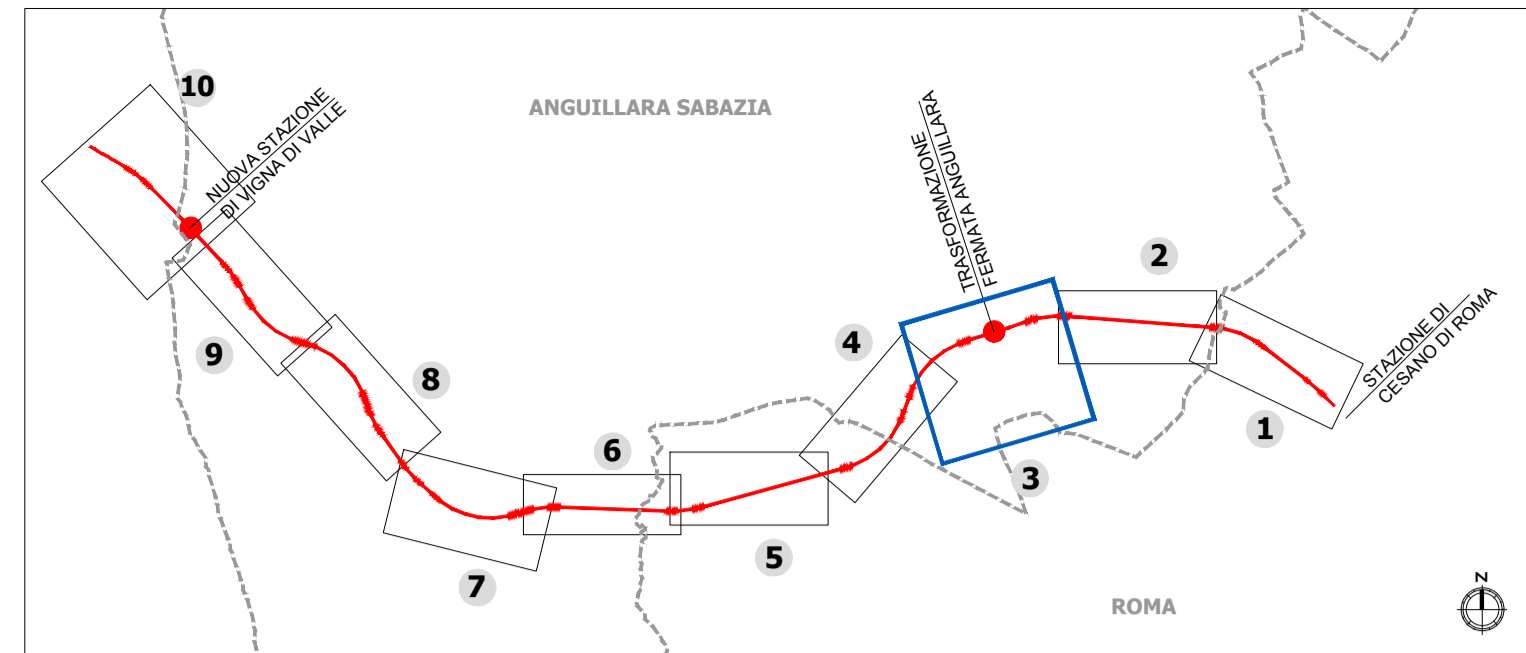 10
ANGUILLARA SABAZIA
NUOVA STAZIONE
DI VIGNA DI VALLE
TRASFORMAZIONE
FERMATA ANGUILLARA
2
STAZIONE DI
CESANO DI ROMA
4
9
8
1
6
3
5
7
ROMA
N